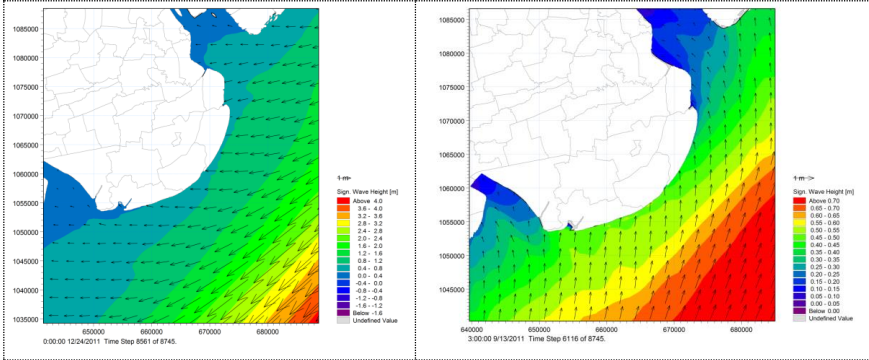 1085000
1080000
1075000
1070000
1065000
1060000
1055000
1050000
1045000
1040000
1035000
650000
660000
670000
680000
0:00:00 12/24/2011 Time Step 8561 of 8745.
1 m
Sign. Wave Height [m]
Above 4.0
3.6 - 4.0
3.2 - 3.6
2.8 - 3.2
2.4 - 2.8
2.0 - 2.4
1.6 - 2.0
1.2 - 1.6
0.8 - 1.2
0.4 - 0.8
0.0 - 0.4
-0.4 - 0.0
-0.8 - -0.4
-1.2 - -0.8
-1.6 - -1.2
Below -1.6
Undefined Value
1085000
1080000
1075000
1070000
1065000
1060000
1055000
1050000
1045000
640000
650000
660000
670000
680000
3:00:00 9/13/2011 Time Step 6116 of 8745.
1 m
Sign. Wave Height [m]
Above 0.70
0.65 - 0.70
0.60 - 0.65
0.55 - 0.60
0.50 - 0.55
0.45 - 0.50
0.40 - 0.45
0.35 - 0.40
0.30 - 0.35
0.25 - 0.30
0.20 - 0.25
0.15 - 0.20
0.10 - 0.15
0.05 - 0.10
0.00 - 0.05
Below 0.00
Undefined Value